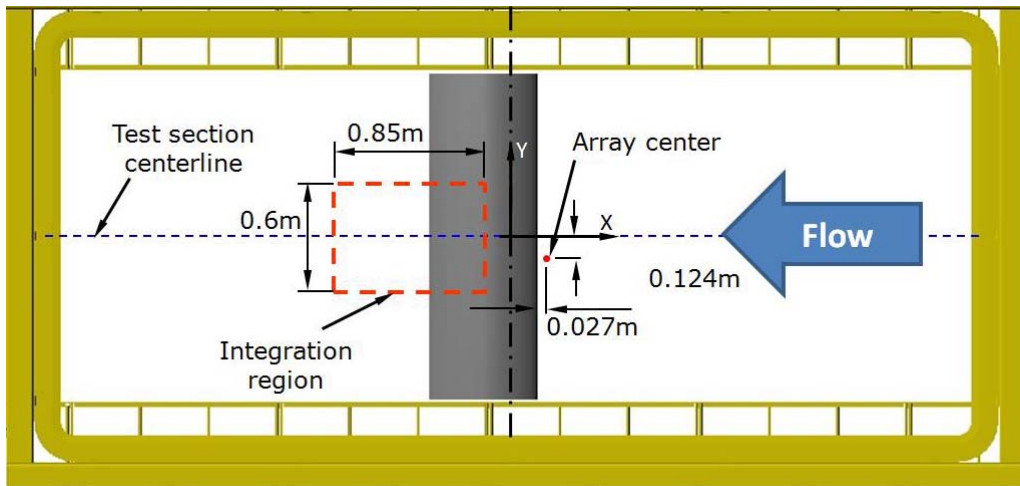 Test section
centerline
0.85m
Y
Array center
0.6m
X
Flow
0.124m
0.027m
Integration
region